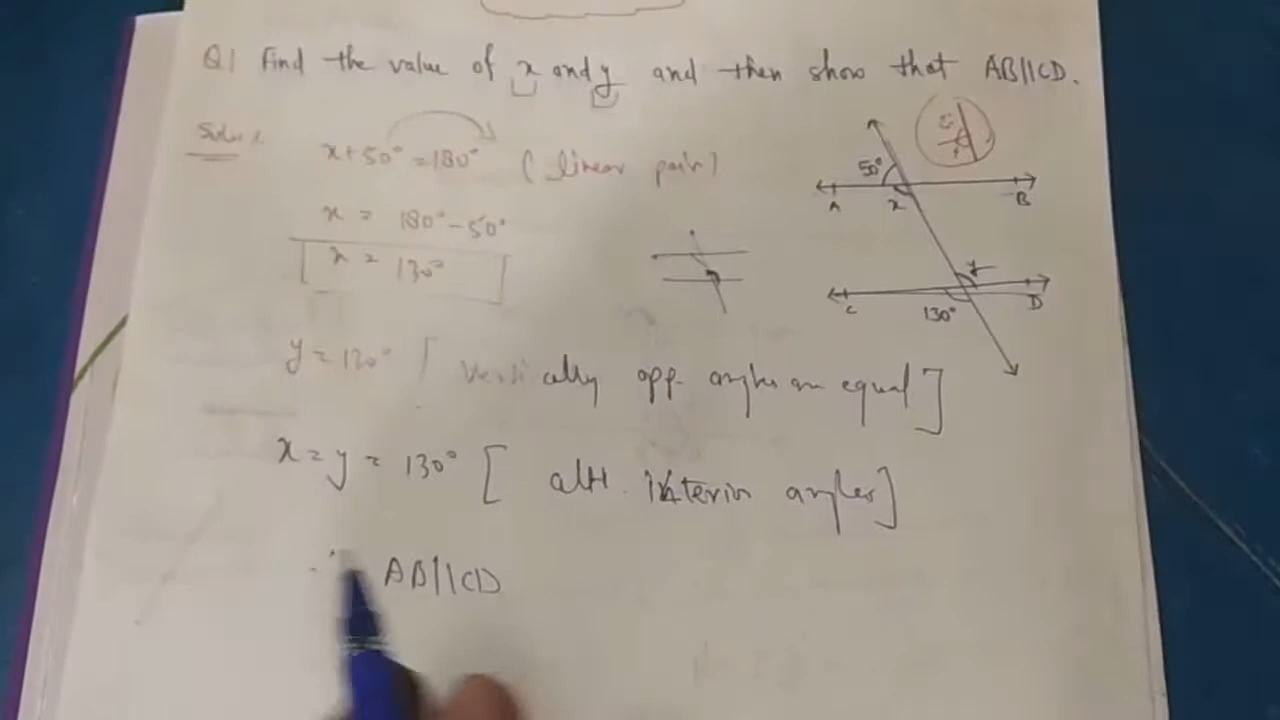 Q1 Find the value of x and y and then show that AB||CD.
Soln:
x+50° = 180° (linear pair)
x = 180° - 50°
x = 130°
50°
A x B
y
C 130° D
y = 130° [vertically opp. angles are equal]
x = y = 130° [alt. interior angles]
∴ AB||CD